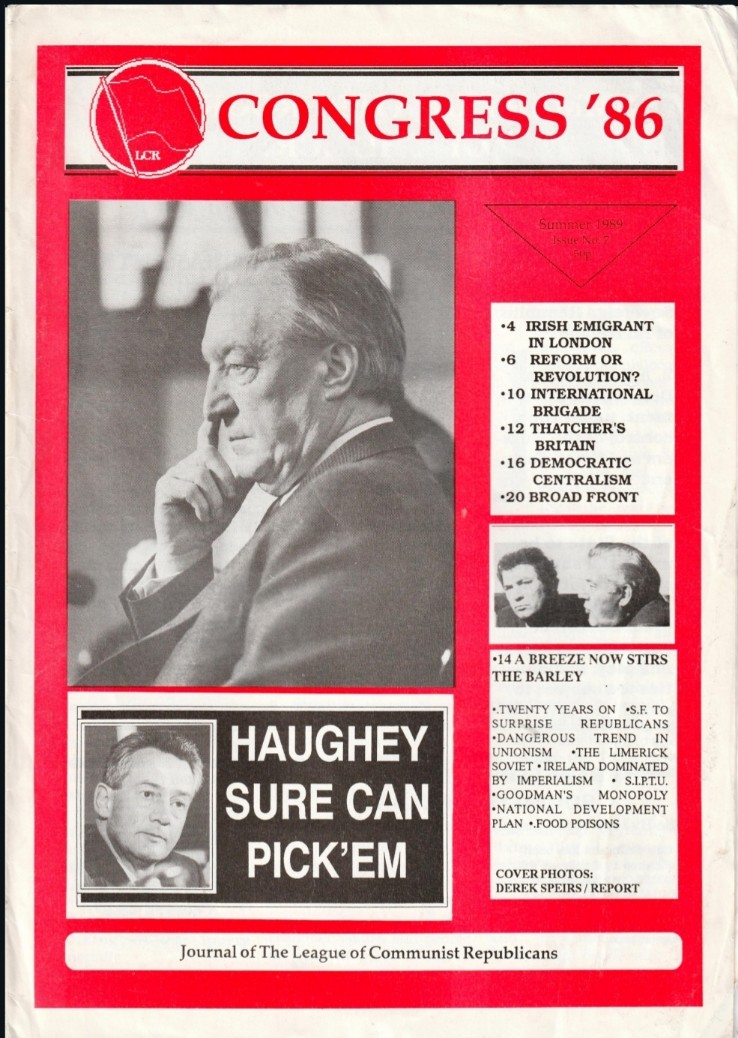 LCR
CONGRESS '86
FAIL
Summer 1989
Issue No. 7
50p
•4 IRISH EMIGRANT
IN LONDON
•6 REFORM OR
REVOLUTION?
•10 INTERNATIONAL
BRIGADE
•12 THATCHER'S
BRITAIN
•16 DEMOCRATIC
CENTRALISM
•20 BROAD FRONT
•14 A BREEZE NOW STIRS
THE BARLEY
•.TWENTY YEARS ON •S.F. TO
SURPRISE REPUBLICANS
•DANGEROUS TREND IN
UNIONISM •THE LIMERICK
SOVIET • IRELAND DOMINATED
BY IMPERIALISM • S.I.P.T.U.
•GOODMAN'S MONOPOLY
•NATIONAL DEVELOPMENT
PLAN •.FOOD POISONS
COVER PHOTOS:
DEREK SPEIRS / REPORT
HAUGHEY
SURE CAN
PICK'EM
Journal of The League of Communist Republicans